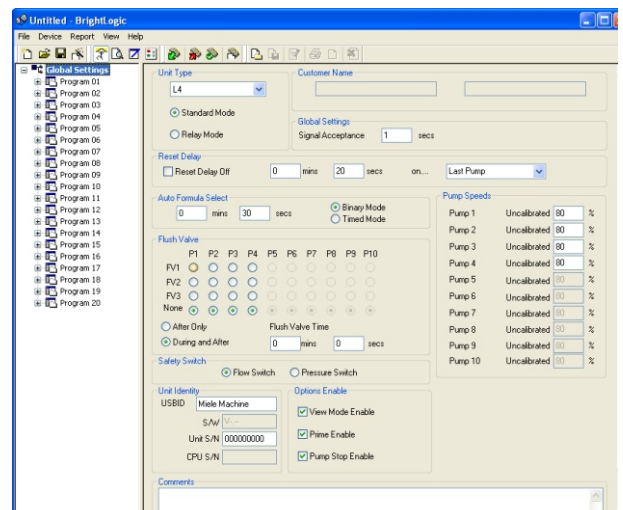 Untitled - BrightLogic
File Device Report View Help
Global Settings
Program 01
Program 02
Program 03
Program 04
Program 05
Program 06
Program 07
Program 08
Program 09
Program 10
Program 11
Program 12
Program 13
Program 14
Program 15
Program 16
Program 17
Program 18
Program 19
Program 20
Unit Type
L4
Standard Mode
Relay Mode
Customer Name
Global Settings
Signal Acceptance 1 secs
Reset Delay
Reset Delay Off 0 mins 20 secs on... Last Pump
Auto Formula Select
0 mins 30 secs
Binary Mode
Timed Mode
Flush Valve
P1 P2 P3 P4 P5 P6 P7 P8 P9 P10
FV1
FV2
FV3
None
After Only
During and After
Flush Valve Time
0 mins 0 secs
Pump Speeds
Pump 1 Uncalibrated 80 %
Pump 2 Uncalibrated 80 %
Pump 3 Uncalibrated 80 %
Pump 4 Uncalibrated 80 %
Pump 5 Uncalibrated 80 %
Pump 6 Uncalibrated 80 %
Pump 7 Uncalibrated 80 %
Pump 8 Uncalibrated 80 %
Pump 9 Uncalibrated 80 %
Pump 10 Uncalibrated 80 %
Safety Switch
Flow Switch Pressure Switch
Unit Identity
USBID Miele Machine
S/W V-.--
Unit S/N 000000000
CPU S/N
Options Enable
View Mode Enable
Prime Enable
Pump Stop Enable
Comments